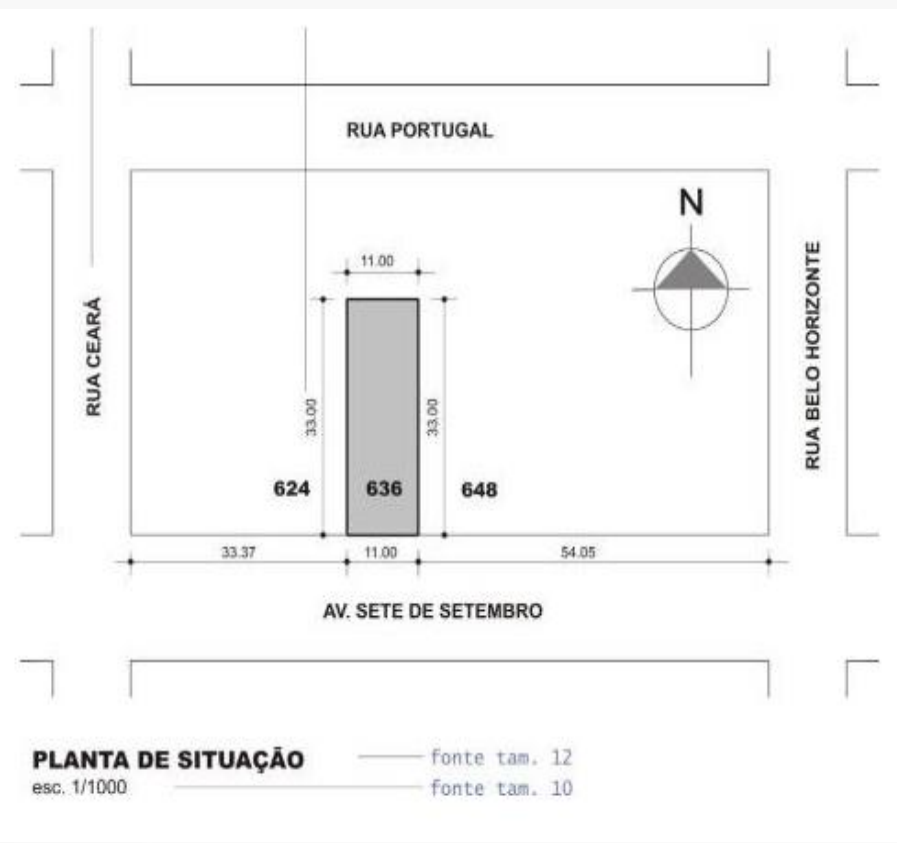 RUA PORTUGAL
N
11.00
RUA CEARÁ
33.00
33.00
RUA BELO HORIZONTE
624
636
648
33.37
11.00
54.05
AV. SETE DE SETEMBRO
PLANTA DE SITUAÇÃO
fonte tam. 12
esc. 1/1000
fonte tam. 10